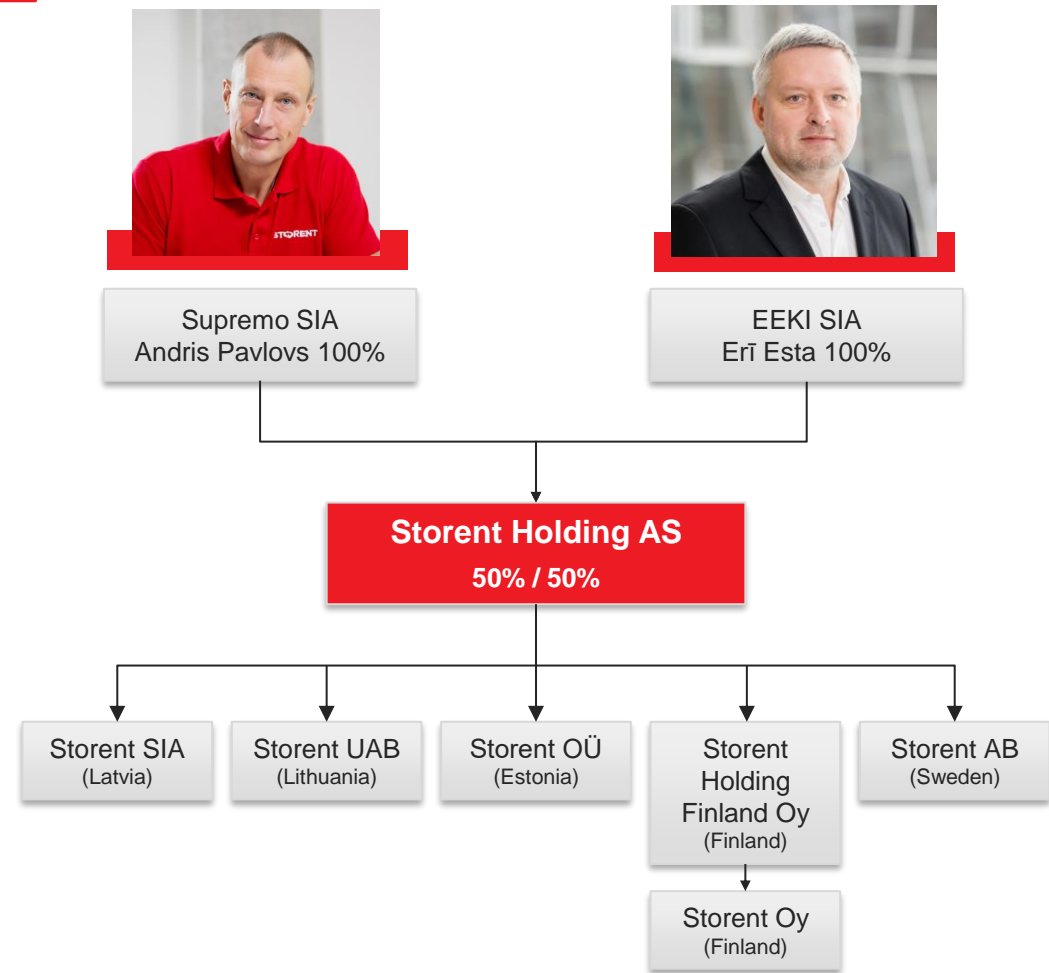 STORENT
Supremo SIA
Andris Pavlovs 100%
EEKI SIA
Erī Esta 100%
Storent Holding AS
50% / 50%
Storent SIA
(Latvia)
Storent UAB
(Lithuania)
Storent OÜ
(Estonia)
Storent
Holding
Finland Oy
(Finland)
Storent AB
(Sweden)
Storent Oy
(Finland)